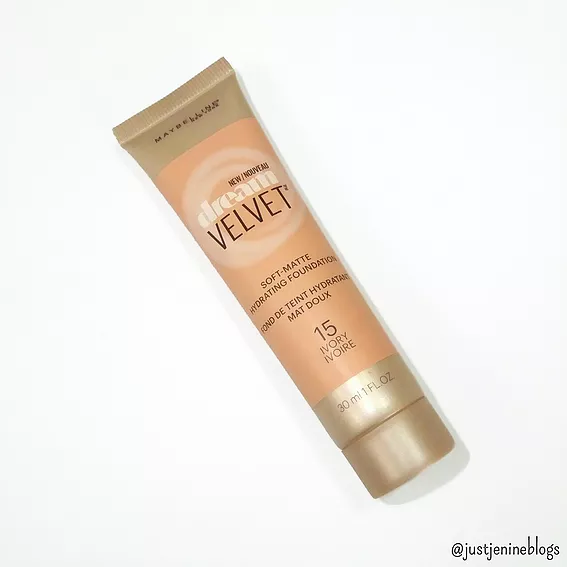 MAYBELLINE
NEW YORK
NEW/NOUVEAU
dream
VELVET™
SOFT-MATTE
HYDRATING FOUNDATION
FOND DE TEINT HYDRATANT
MAT DOUX
15
IVORY
IVOIRE
30 ml 1 FL.OZ
@justjenineblogs